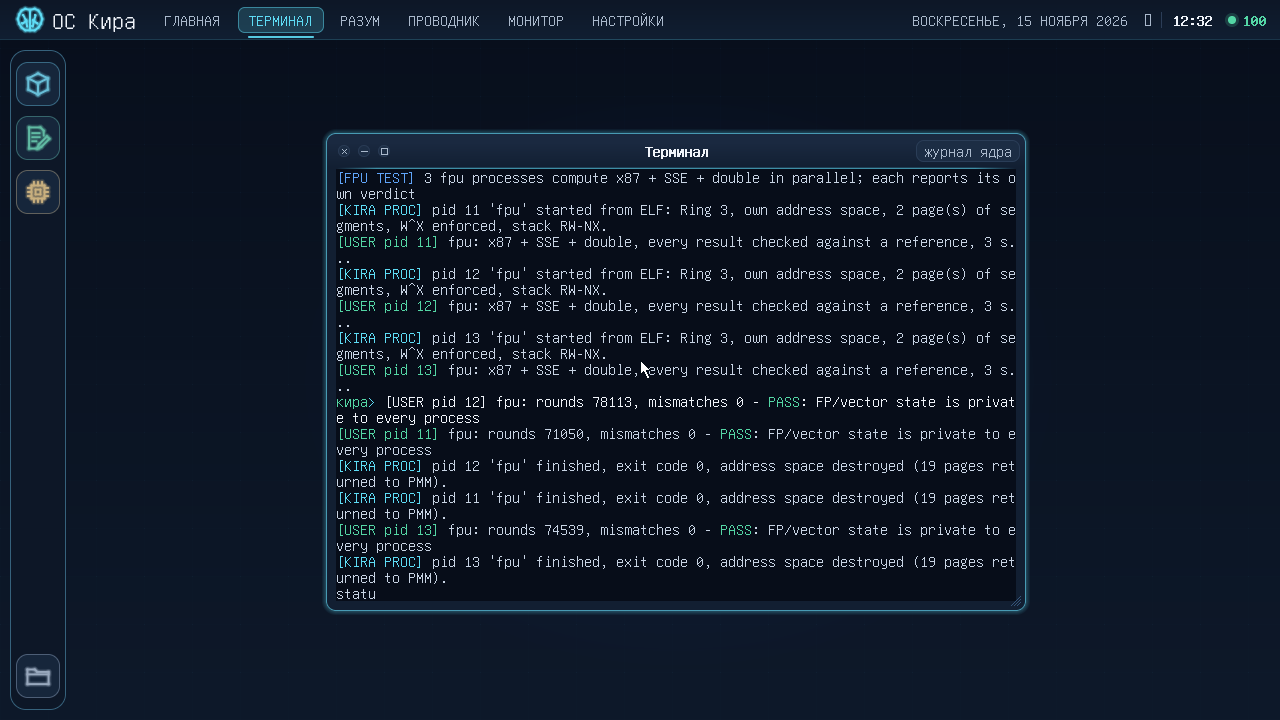 ОС Кира
ГЛАВНАЯ
ТЕРМИНАЛ
РАЗУМ
ПРОВОДНИК
МОНИТОР
НАСТРОЙКИ
ВОСКРЕСЕНЬЕ, 15 НОЯБРЯ 2026
12:32
100
Терминал
журнал ядра
[FPU TEST] 3 fpu processes compute x87 + SSE + double in parallel; each reports its o
wn verdict
[KIRA PROC] pid 11 'fpu' started from ELF: Ring 3, own address space, 2 page(s) of se
gments, W^X enforced, stack RW-NX.
[USER pid 11] fpu: x87 + SSE + double, every result checked against a reference, 3 s.
..
[KIRA PROC] pid 12 'fpu' started from ELF: Ring 3, own address space, 2 page(s) of se
gments, W^X enforced, stack RW-NX.
[USER pid 12] fpu: x87 + SSE + double, every result checked against a reference, 3 s.
..
[KIRA PROC] pid 13 'fpu' started from ELF: Ring 3, own address space, 2 page(s) of se
gments, W^X enforced, stack RW-NX.
[USER pid 13] fpu: x87 + SSE + double, every result checked against a reference, 3 s.
..
кира> [USER pid 12] fpu: rounds 78113, mismatches 0 - PASS: FP/vector state is privat
e to every process
[USER pid 11] fpu: rounds 71050, mismatches 0 - PASS: FP/vector state is private to e
very process
[KIRA PROC] pid 12 'fpu' finished, exit code 0, address space destroyed (19 pages ret
urned to PMM).
[KIRA PROC] pid 11 'fpu' finished, exit code 0, address space destroyed (19 pages ret
urned to PMM).
[USER pid 13] fpu: rounds 74539, mismatches 0 - PASS: FP/vector state is private to e
very process
[KIRA PROC] pid 13 'fpu' finished, exit code 0, address space destroyed (19 pages ret
urned to PMM).
statu